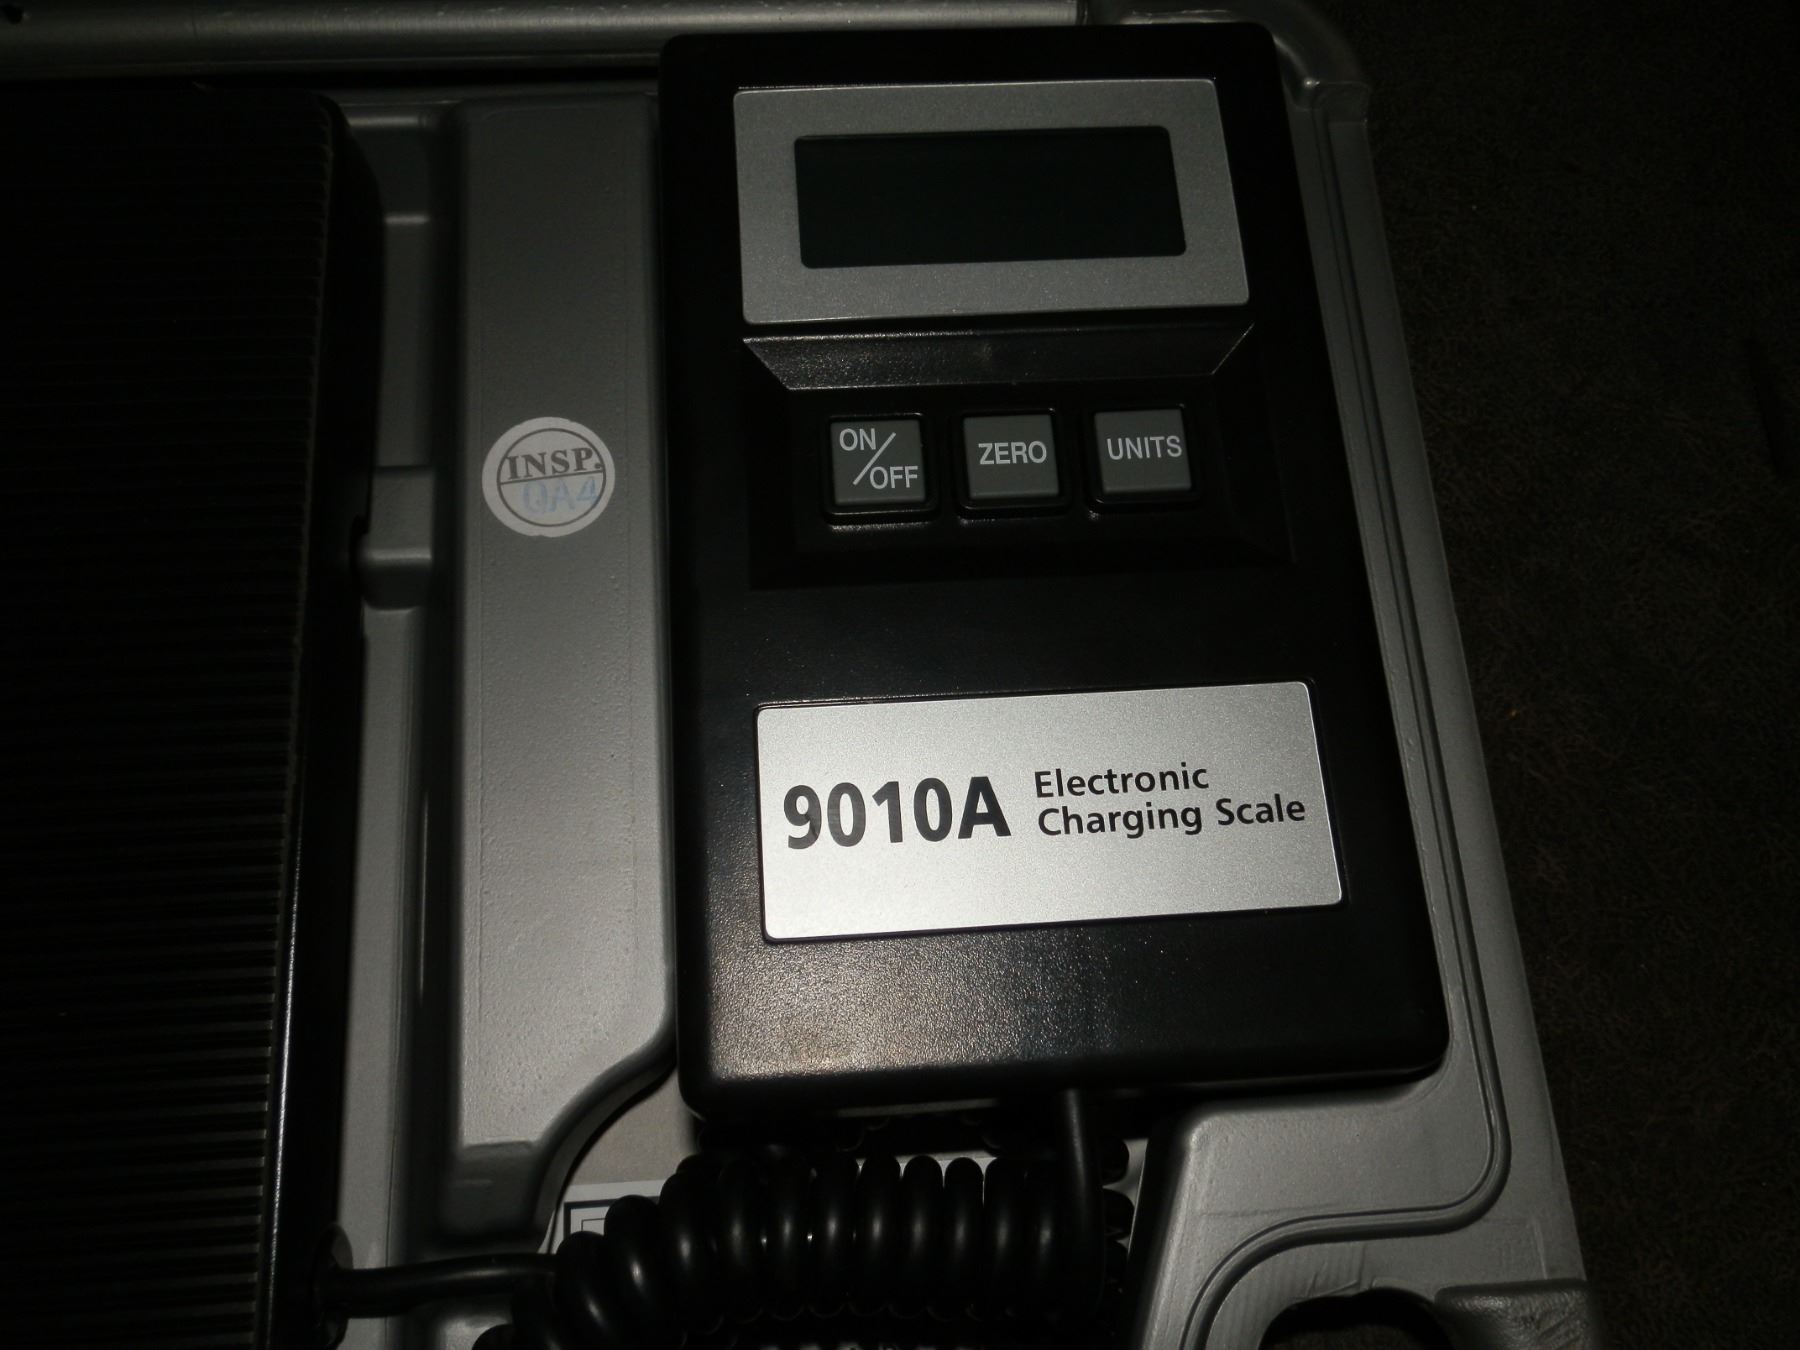 ON/OFF
ZERO
UNITS
INSP.
QA4
9010A
Electronic
Charging Scale